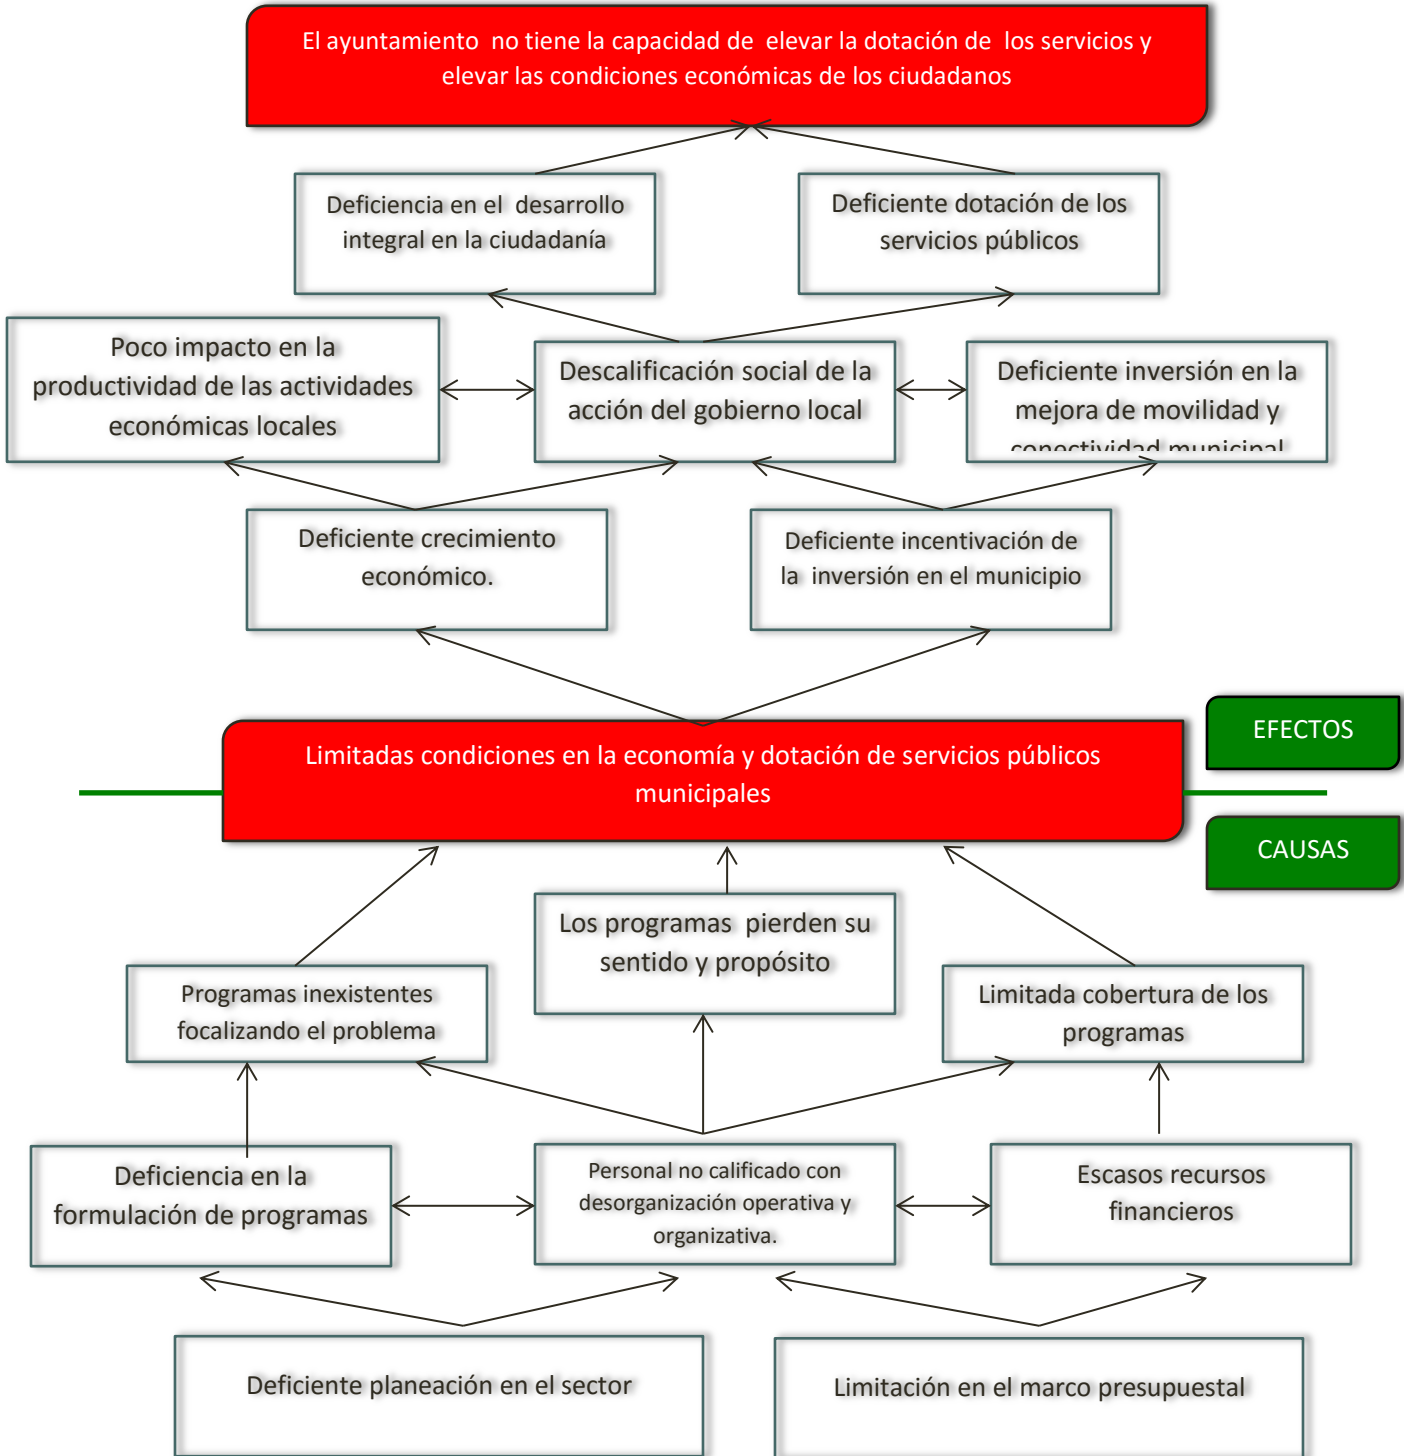 El ayuntamiento no tiene la capacidad de elevar la dotación de los servicios y
elevar las condiciones económicas de los ciudadanos
Deficiencia en el desarrollo
integral en la ciudadanía
Deficiente dotación de los
servicios públicos
Poco impacto en la
productividad de las actividades
económicas locales
Descalificación social de la
acción del gobierno local
Deficiente inversión en la
mejora de movilidad y
conectividad municipal
Deficiente crecimiento
económico.
Deficiente incentivación de
la inversión en el municipio
EFECTOS
Limitadas condiciones en la economía y dotación de servicios públicos
municipales
CAUSAS
Los programas pierden su
sentido y propósito
Programas inexistentes
focalizando el problema
Limitada cobertura de los
programas
Deficiencia en la
formulación de programas
Personal no calificado con
desorganización operativa y
organizativa.
Escasos recursos
financieros
Deficiente planeación en el sector
Limitación en el marco presupuestal